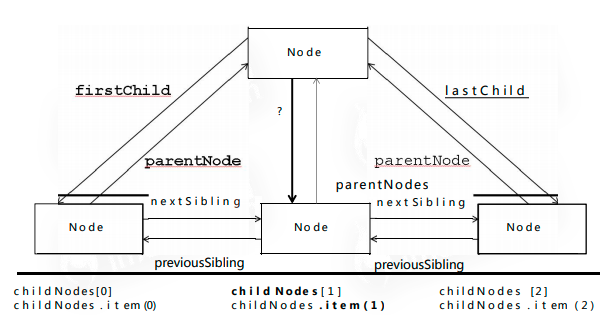 Node
firstChild
lastChild
?
parentNode
parentNode
parentNodes
nextSibling
nextSibling
Node
Node
Node
previousSibling
previousSibling
childNodes[0]
childNodes[1]
childNodes [2]
childNodes.item(0)
childNodes.item(1)
childNodes.item(2)